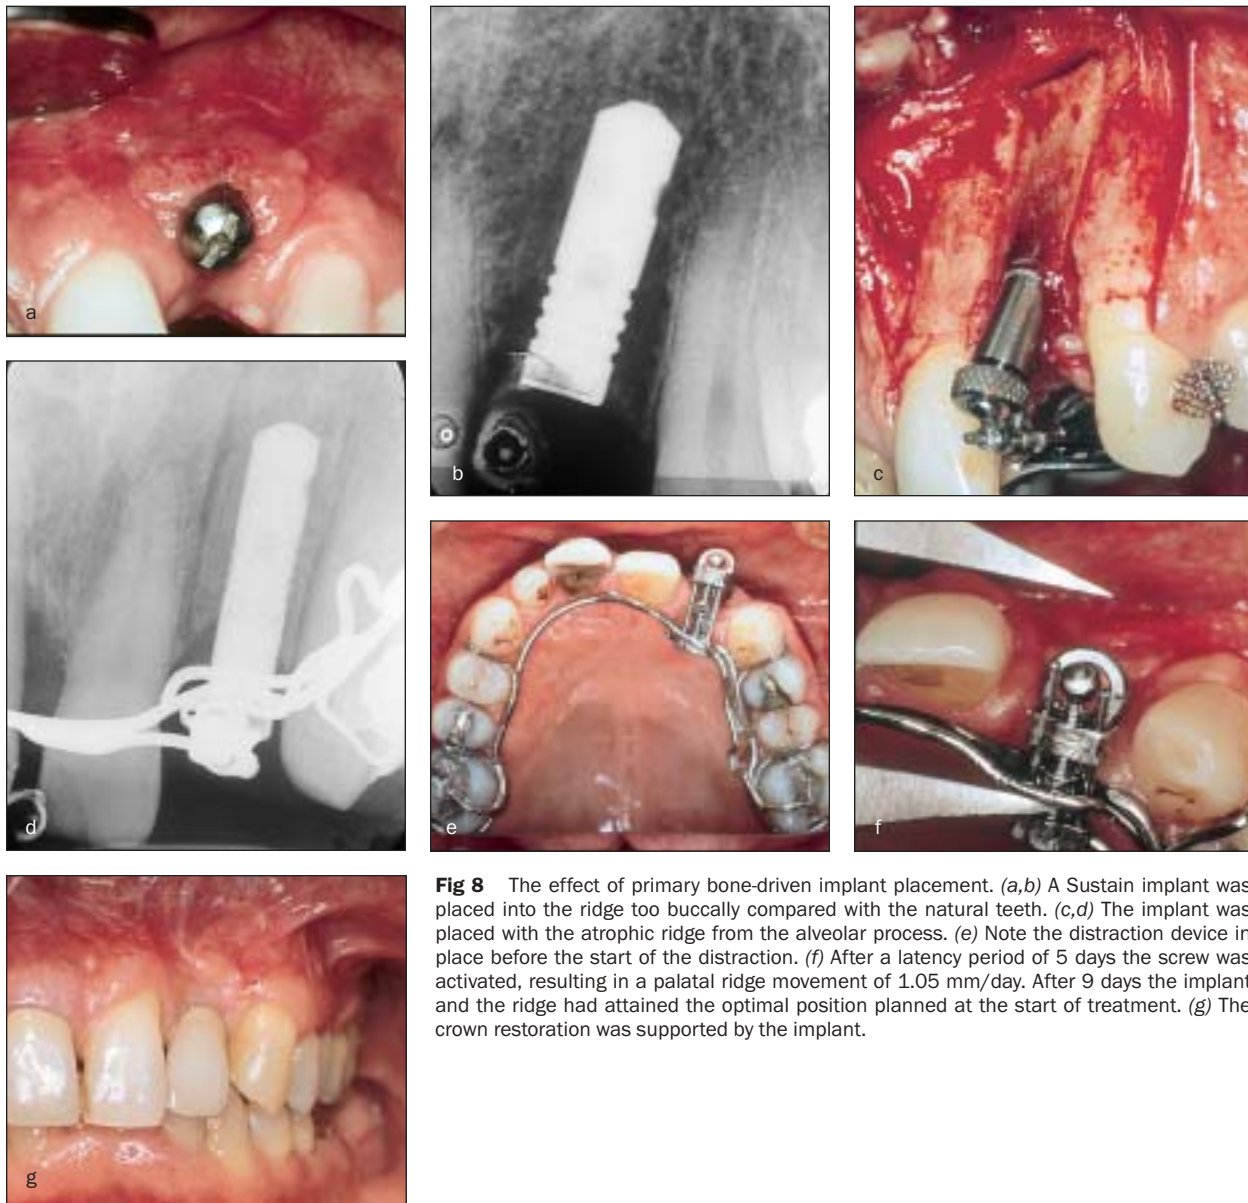 a
b
c
d
e
f
g
Fig 8 The effect of primary bone-driven implant placement. (a,b) A Sustain implant was
placed into the ridge too buccally compared with the natural teeth. (c,d) The implant was
placed with the atrophic ridge from the alveolar process. (e) Note the distraction device in
place before the start of the distraction. (f) After a latency period of 5 days the screw was
activated, resulting in a palatal ridge movement of 1.05 mm/day. After 9 days the implant
and the ridge had attained the optimal position planned at the start of treatment. (g) The
crown restoration was supported by the implant.